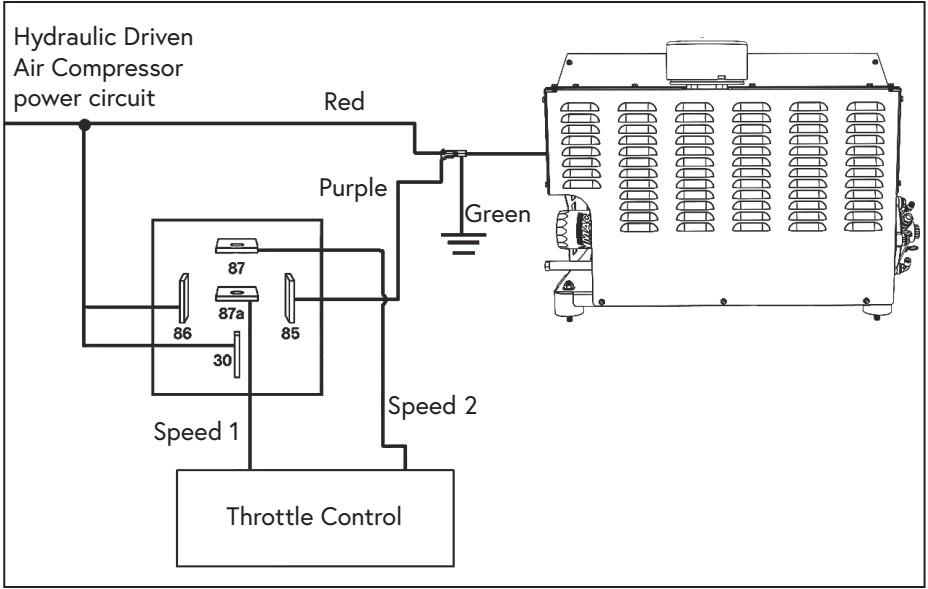 Hydraulic Driven
Air Compressor
power circuit
Red
Purple
Green
87
87a
86
85
30
Speed 1
Speed 2
Throttle Control